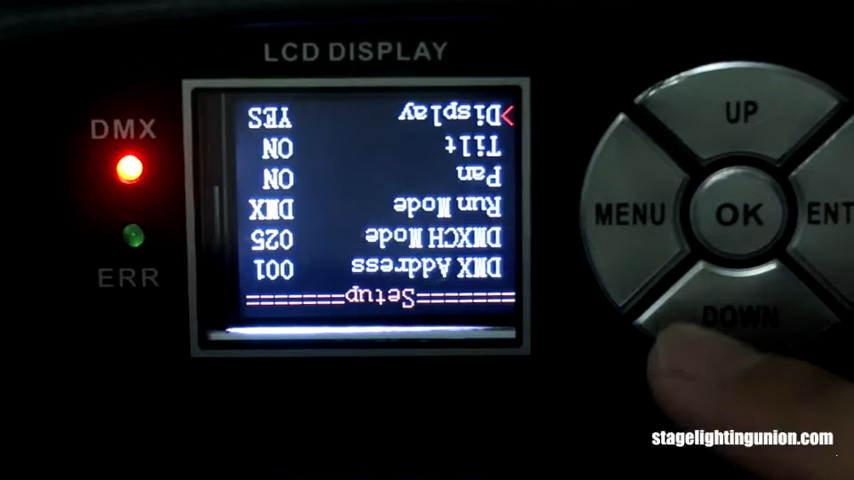 LCD DISPLAY
DMX
ERR
=======Setup=======
DMX Address 001
DMXCH Mode 025
Run Mode DMX
Pan ON
Tilt ON
>Display YES
UP
MENU
OK
ENT
DOWN
stagelightingunion.com